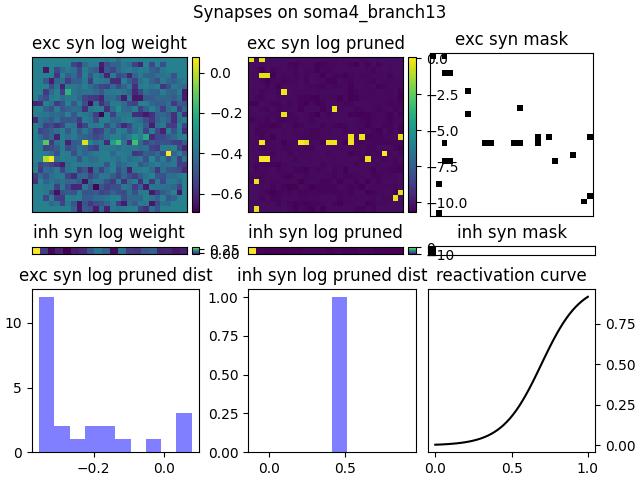 Synapses on soma4_branch13
exc syn log weight
exc syn log pruned
exc syn mask
0.0
−0.2
−0.4
−0.6
0.0
−2.5
−5.0
−7.5
−10.0
inh syn log weight
inh syn log pruned
inh syn mask
0.25
0.00
0
−10
exc syn log pruned dist
inh syn log pruned dist
reactivation curve
10
5
0
−0.2 0.0
1.00
0.75
0.50
0.25
0.00
0.0 0.5
0.75
0.50
0.25
0.00
0.0 0.5 1.0